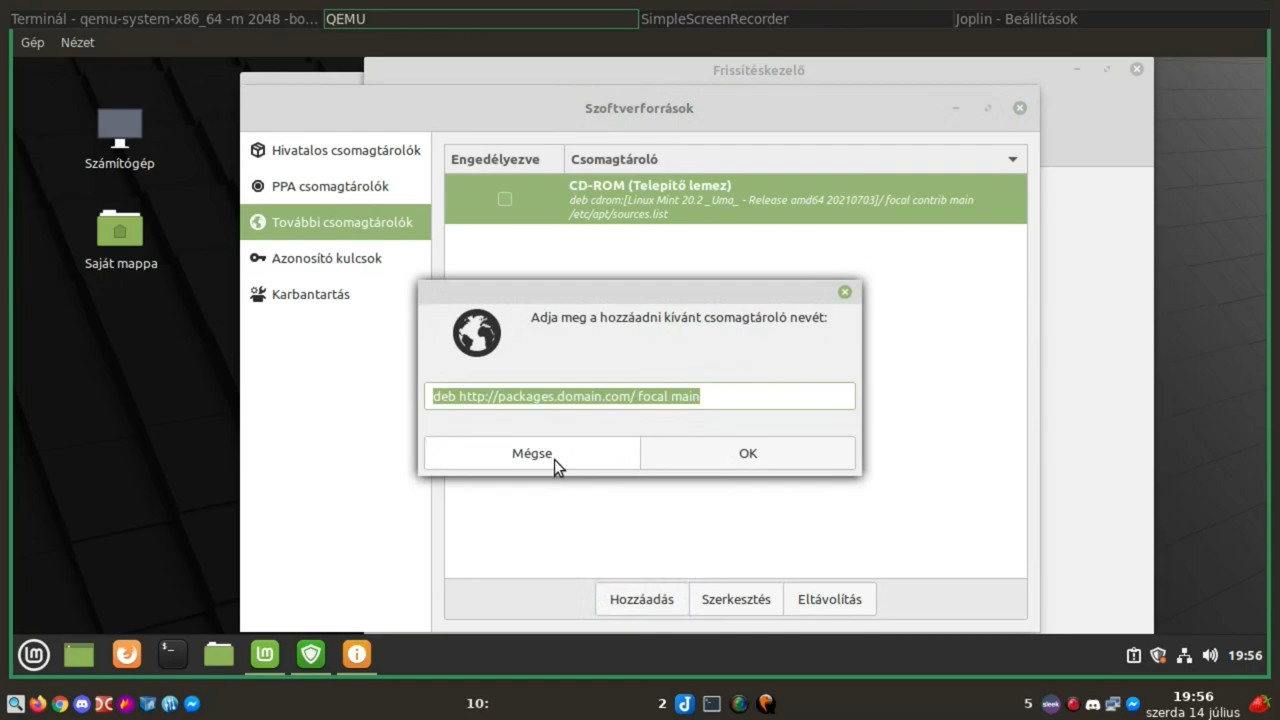 Terminál - qemu-system-x86_64 -m 2048 -bo...
QEMU
SimpleScreenRecorder
Joplin - Beállítások
Gép
Nézet
Frissítéskezelő
Szoftverforrások
Számítógép
Saját mappa
Hivatalos csomagtárolók
PPA csomagtárolók
További csomagtárolók
Azonosító kulcsok
Karbantartás
Engedélyezve
Csomagtároló
CD-ROM (Telepítő lemez)
deb cdrom:[Linux Mint 20.2 _Uma_ - Release amd64 20210703]/ focal contrib main
/etc/apt/sources.list
Adja meg a hozzáadni kívánt csomagtároló nevét:
deb http://packages.domain.com/ focal main
Mégse
OK
Hozzáadás
Szerkesztés
Eltávolítás
19:56
10:
2
5
sleek
19:56
szerda 14 július